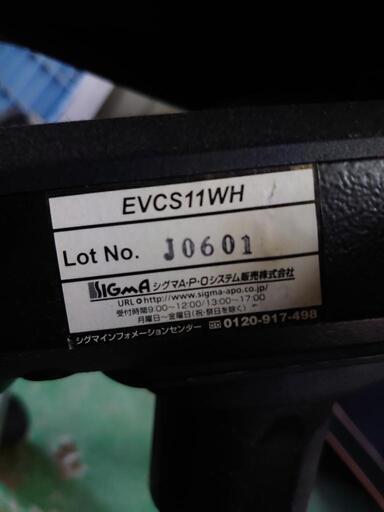 EVCS11WH
Lot No. J0601
SIGMA シグマA・P・Oシステム販売株式会社
URL http://www.sigma-apo.co.jp/
受付時間9:00~12:00/13:00~17:00
月曜日~金曜日(祝・祭日を除く)
シグマインフォメーションセンター 0120-917-498